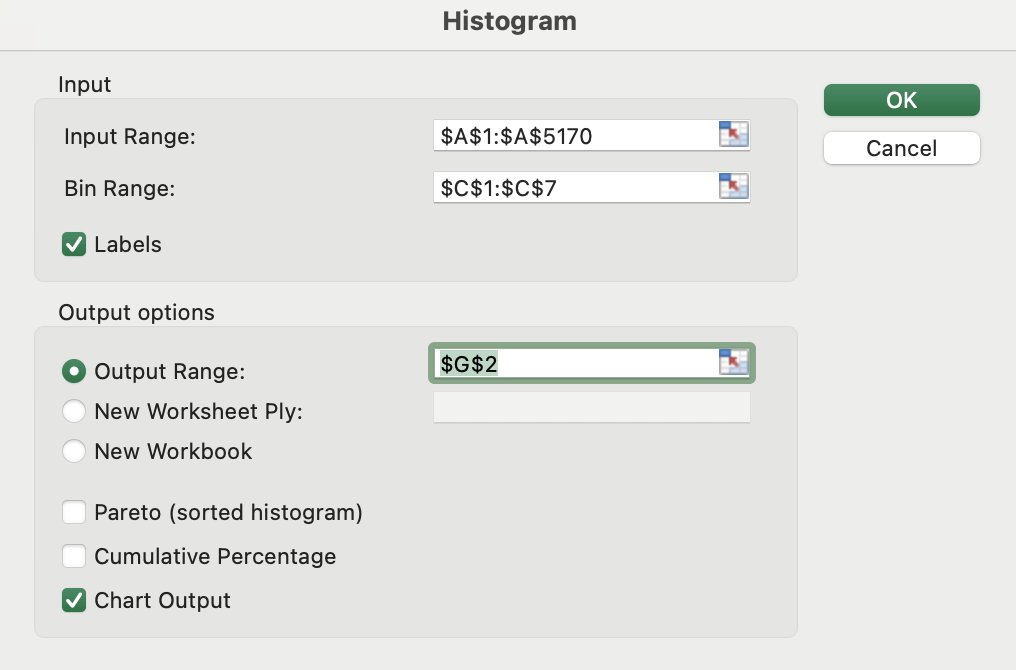 Histogram
Input
OK
Input Range: $A$1:$A$5170
Cancel
Bin Range: $C$1:$C$7
Labels
Output options
Output Range: $G$2
New Worksheet Ply:
New Workbook
Pareto (sorted histogram)
Cumulative Percentage
Chart Output